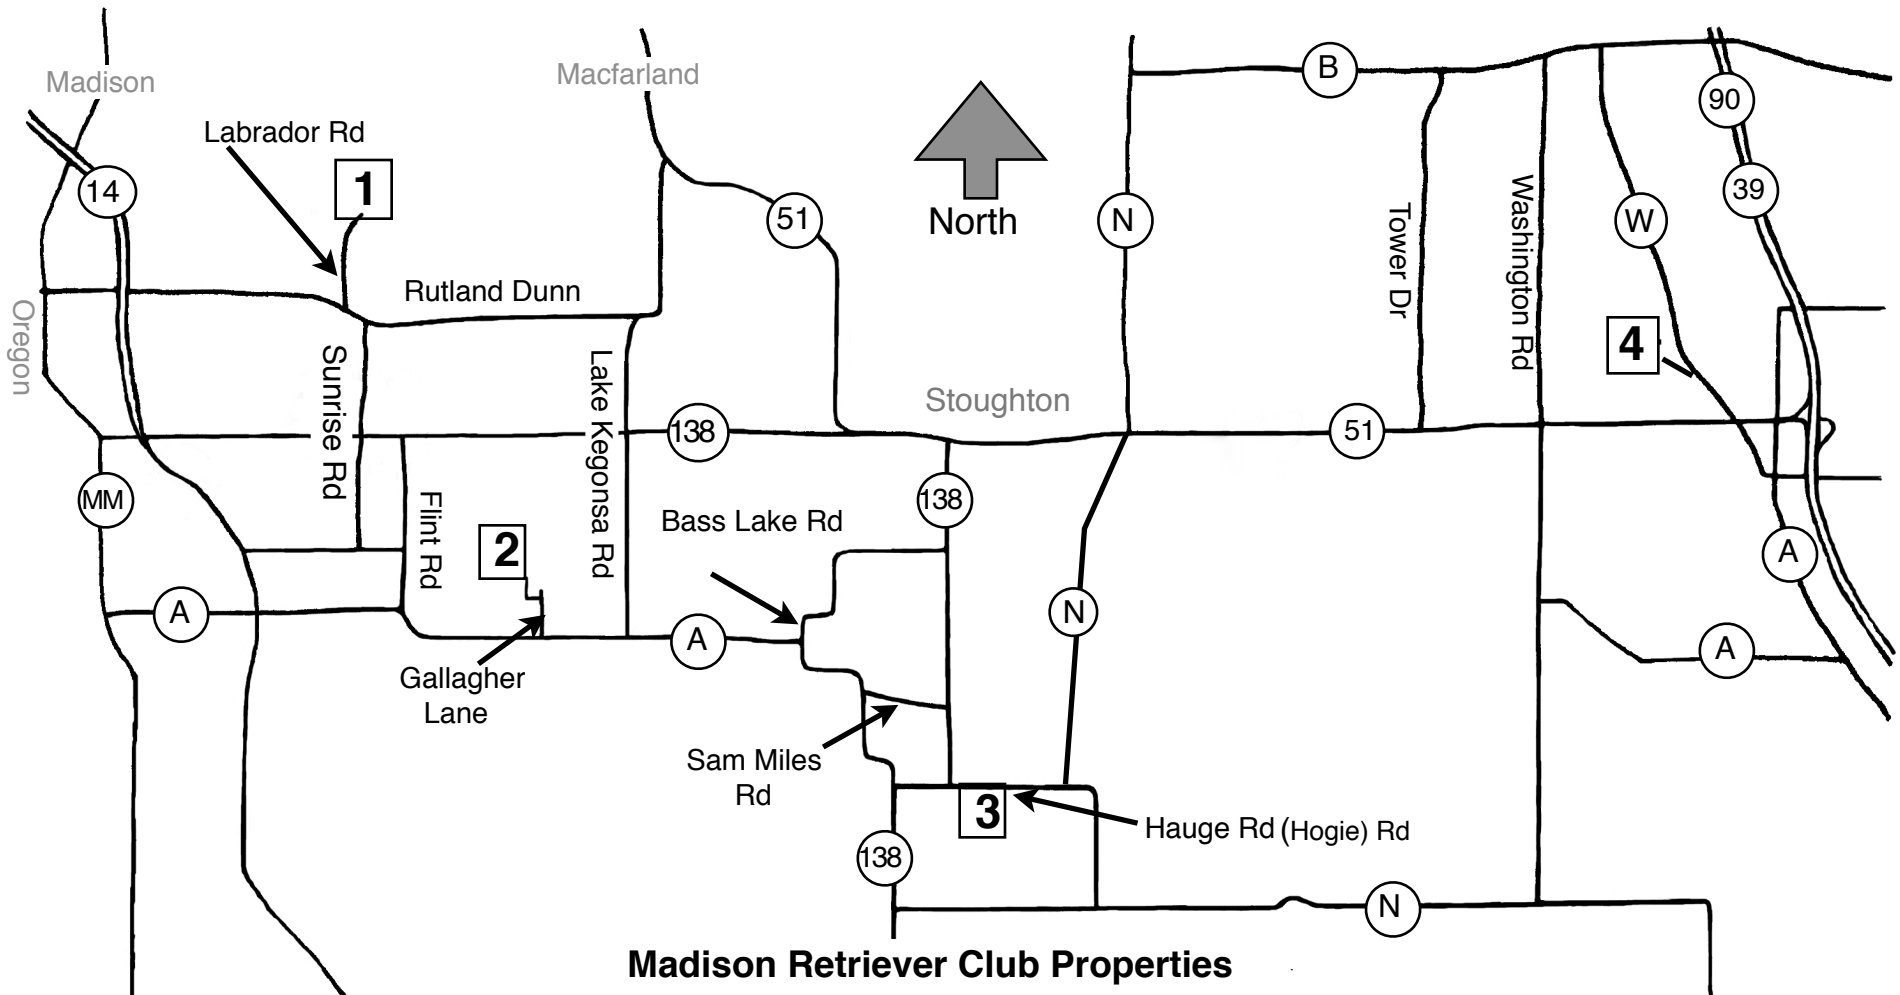 Madison
Macfarland
B
90
Labrador Rd
14
1
39
51
North
N
Tower Dr
Washington Rd
W
Rutland Dunn
Oregon
Sunrise Rd
Lake Kegonsa Rd
4
Stoughton
138
51
MM
Flint Rd
138
Bass Lake Rd
2
A
A
N
A
A
Gallagher
Lane
Sam Miles
Rd
3
Hauge Rd (Hogie) Rd
138
N
Madison Retriever Club Properties